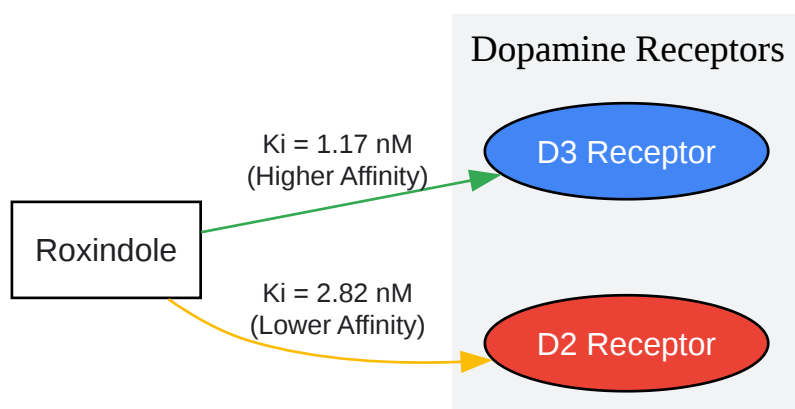 Dopamine Receptors
Ki = 1.17 nM
(Higher Affinity)
D3 Receptor
Roxindole
Ki = 2.82 nM
(Lower Affinity)
D2 Receptor